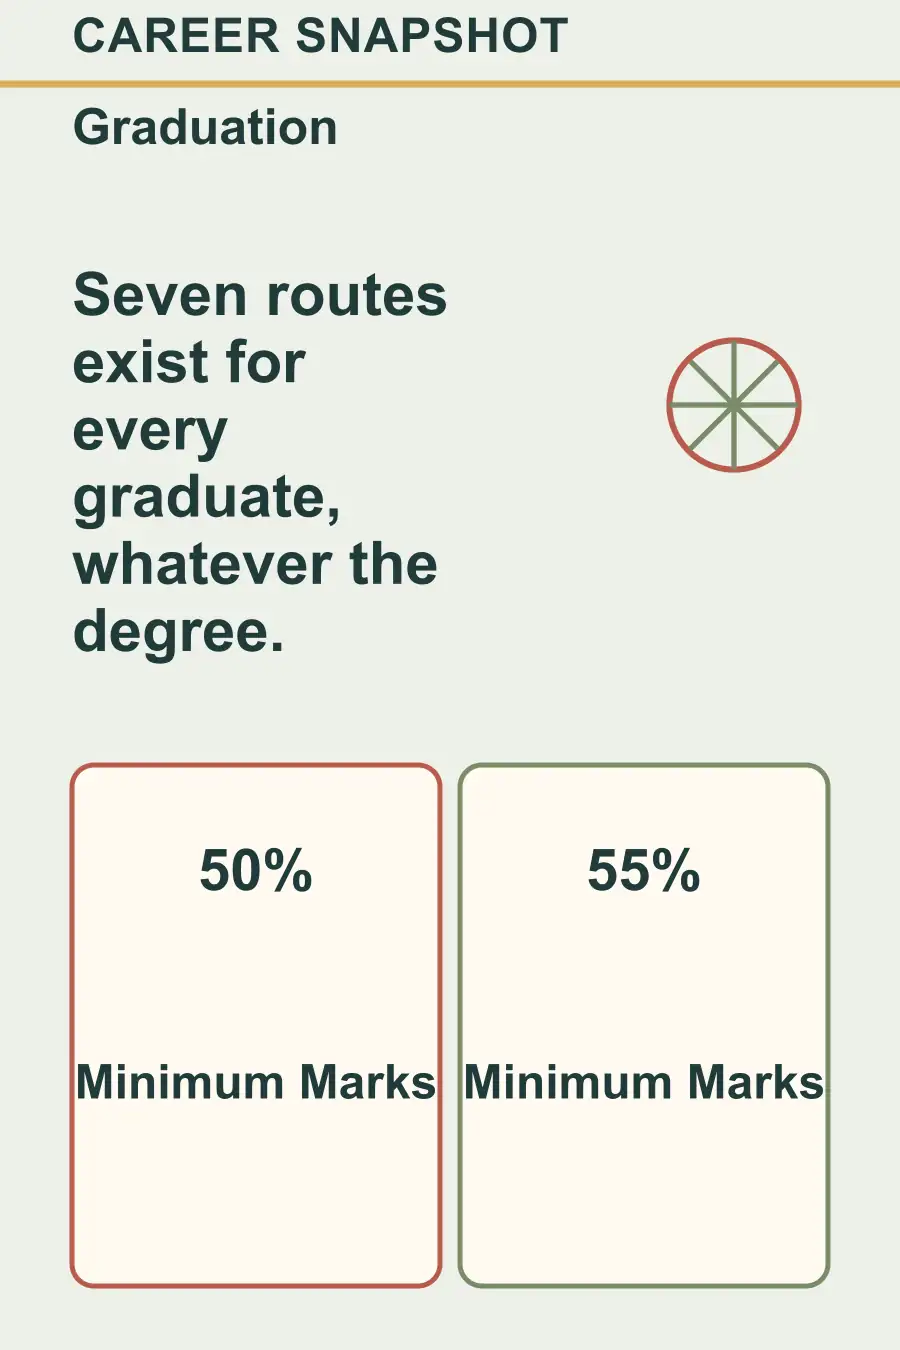 CAREER SNAPSHOT
Graduation
Seven routes
exist for
every
graduate,
whatever the
degree.
50%
Minimum Marks
55%
Minimum Marks